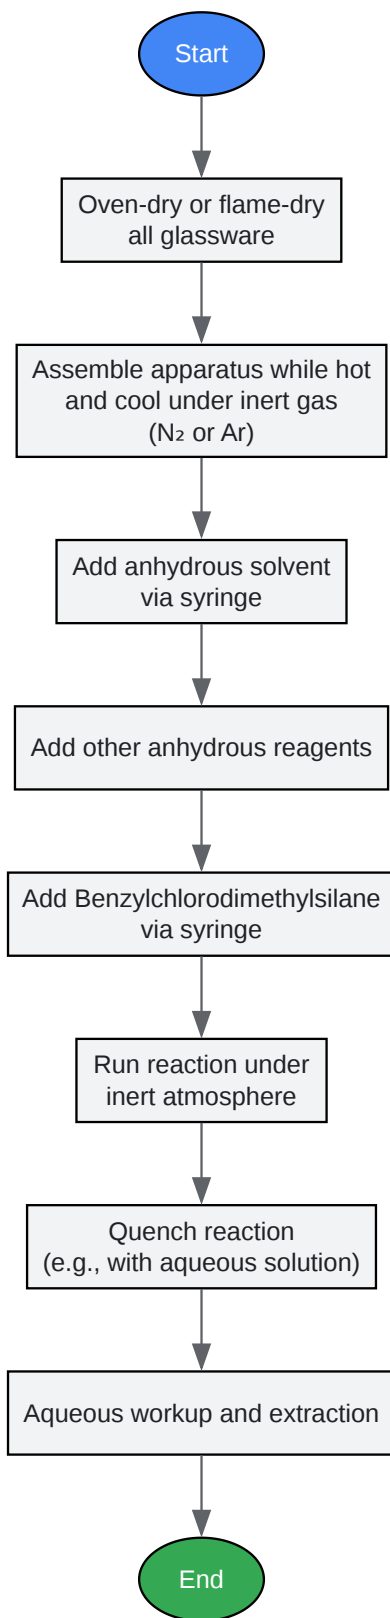 Start
Oven-dry or flame-dry
all glassware
Assemble apparatus while hot
and cool under inert gas
(N₂ or Ar)
Add anhydrous solvent
via syringe
Add other anhydrous reagents
Add Benzylchlorodimethylsilane
via syringe
Run reaction under
inert atmosphere
Quench reaction
(e.g., with aqueous solution)
Aqueous workup and extraction
End